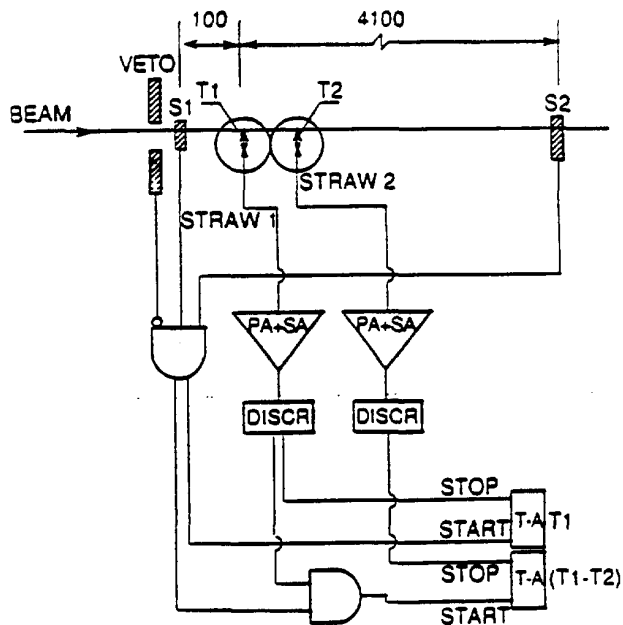 100
4100
VETO
S1
T1
T2
S2
BEAM
STRAW 2
STRAW 1
PA+SA
PA+SA
DISCR
DISCR
STOP
T-A T1
START
STOP
T-A (T1-T2)
START